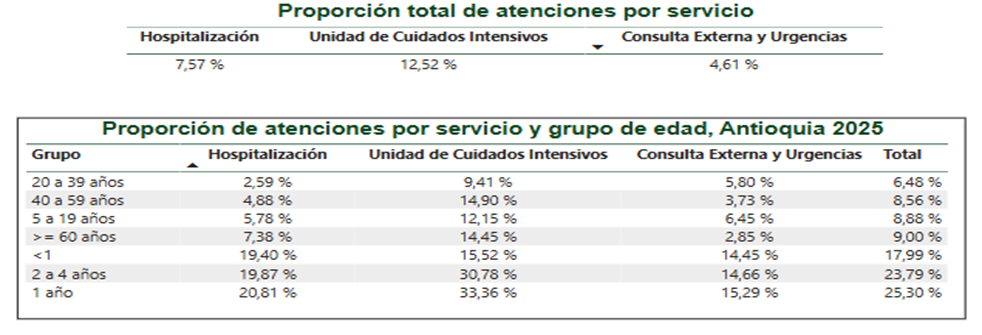 Proporción total de atenciones por servicio
Hospitalización Unidad de Cuidados Intensivos Consulta Externa y Urgencias
7,57 % 12,52 % 4,61 %
Proporción de atenciones por servicio y grupo de edad, Antioquia 2025
Grupo Hospitalización Unidad de Cuidados Intensivos Consulta Externa y Urgencias Total
20 a 39 años 2,59 % 9,41 % 5,80 % 6,48 %
40 a 59 años 4,88 % 14,90 % 3,73 % 8,56 %
5 a 19 años 5,78 % 12,15 % 6,45 % 8,88 %
>= 60 años 7,38 % 14,45 % 2,85 % 9,00 %
<1 19,40 % 15,52 % 14,45 % 17,99 %
2 a 4 años 19,87 % 30,78 % 14,66 % 23,79 %
1 año 20,81 % 33,36 % 15,29 % 25,30 %